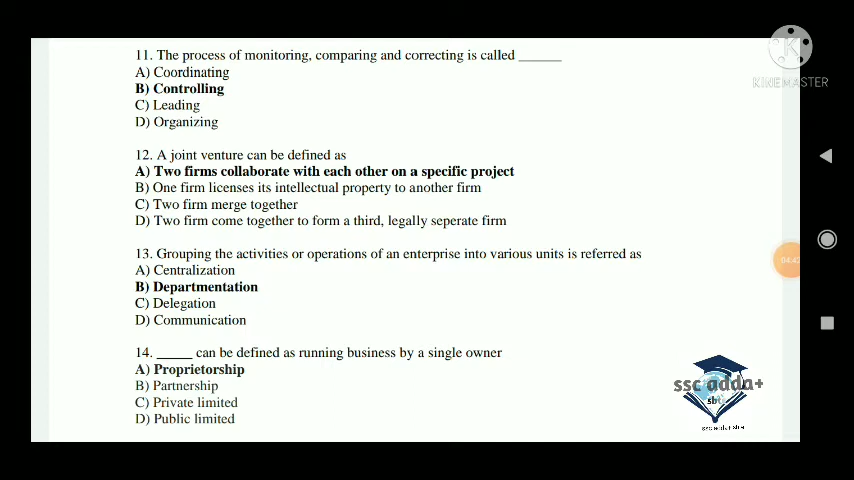 11. The process of monitoring, comparing and correcting is called ______
A) Coordinating
B) Controlling
C) Leading
D) Organizing
12. A joint venture can be defined as
A) Two firms collaborate with each other on a specific project
B) One firm licenses its intellectual property to another firm
C) Two firm merge together
D) Two firm come together to form a third, legally seperate firm
13. Grouping the activities or operations of an enterprise into various units is referred as
A) Centralization
B) Departmentation
C) Delegation
D) Communication
14. _____ can be defined as running business by a single owner
A) Proprietorship
B) Partnership
C) Private limited
D) Public limited
K
KINEMASTER
ssc adda+